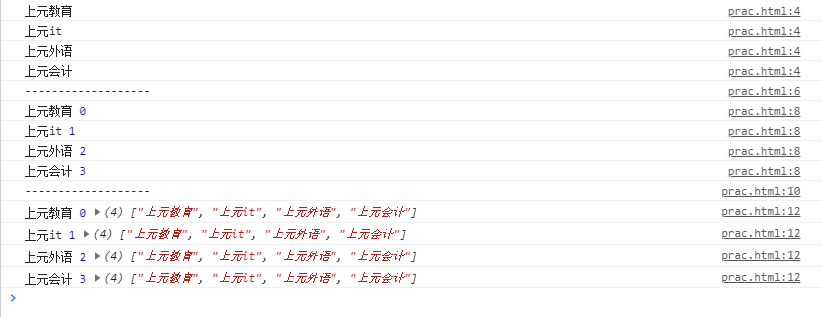 上元教育 prac.html:4
上元it prac.html:4
上元外语 prac.html:4
上元会计 prac.html:4
------------------- prac.html:6
上元教育 0 prac.html:8
上元it 1 prac.html:8
上元外语 2 prac.html:8
上元会计 3 prac.html:8
------------------- prac.html:10
上元教育 0 ▶(4) ["上元教育", "上元it", "上元外语", "上元会计"] prac.html:12
上元it 1 ▶(4) ["上元教育", "上元it", "上元外语", "上元会计"] prac.html:12
上元外语 2 ▶(4) ["上元教育", "上元it", "上元外语", "上元会计"] prac.html:12
上元会计 3 ▶(4) ["上元教育", "上元it", "上元外语", "上元会计"] prac.html:12
>